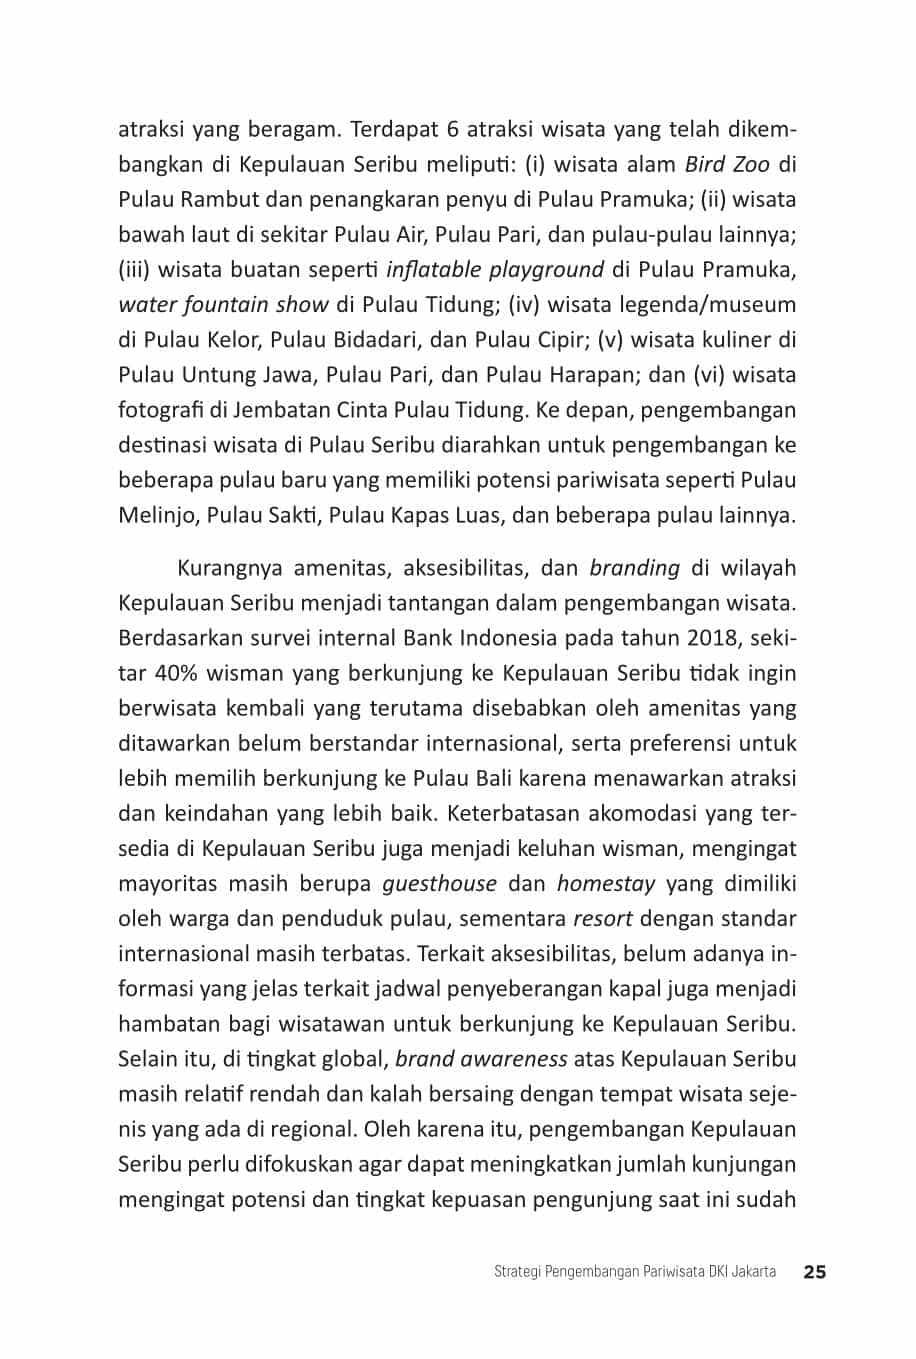 atraksi yang beragam. Terdapat 6 atraksi wisata yang telah dikem-
bangkan di Kepulauan Seribu meliputi: (i) wisata alam Bird Zoo di
Pulau Rambut dan penangkaran penyu di Pulau Pramuka; (ii) wisata
bawah laut di sekitar Pulau Air, Pulau Pari, dan pulau-pulau lainnya;
(iii) wisata buatan seperti inflatable playground di Pulau Pramuka,
water fountain show di Pulau Tidung; (iv) wisata legenda/museum
di Pulau Kelor, Pulau Bidadari, dan Pulau Cipir; (v) wisata kuliner di
Pulau Untung Jawa, Pulau Pari, dan Pulau Harapan; dan (vi) wisata
fotografi di Jembatan Cinta Pulau Tidung. Ke depan, pengembangan
destinasi wisata di Pulau Seribu diarahkan untuk pengembangan ke
beberapa pulau baru yang memiliki potensi pariwisata seperti Pulau
Melinjo, Pulau Sakti, Pulau Kapas Luas, dan beberapa pulau lainnya.
Kurangnya amenitas, aksesibilitas, dan branding di wilayah
Kepulauan Seribu menjadi tantangan dalam pengembangan wisata.
Berdasarkan survei internal Bank Indonesia pada tahun 2018, seki-
tar 40% wisman yang berkunjung ke Kepulauan Seribu tidak ingin
berwisata kembali yang terutama disebabkan oleh amenitas yang
ditawarkan belum berstandar internasional, serta preferensi untuk
lebih memilih berkunjung ke Pulau Bali karena menawarkan atraksi
dan keindahan yang lebih baik. Keterbatasan akomodasi yang ter-
sedia di Kepulauan Seribu juga menjadi keluhan wisman, mengingat
mayoritas masih berupa guesthouse dan homestay yang dimiliki
oleh warga dan penduduk pulau, sementara resort dengan standar
internasional masih terbatas. Terkait aksesibilitas, belum adanya in-
formasi yang jelas terkait jadwal penyeberangan kapal juga menjadi
hambatan bagi wisatawan untuk berkunjung ke Kepulauan Seribu.
Selain itu, di tingkat global, brand awareness atas Kepulauan Seribu
masih relatif rendah dan kalah bersaing dengan tempat wisata seje-
nis yang ada di regional. Oleh karena itu, pengembangan Kepulauan
Seribu perlu difokuskan agar dapat meningkatkan jumlah kunjungan
mengingat potensi dan tingkat kepuasan pengunjung saat ini sudah
Strategi Pengembangan Pariwisata DKI Jakarta 25